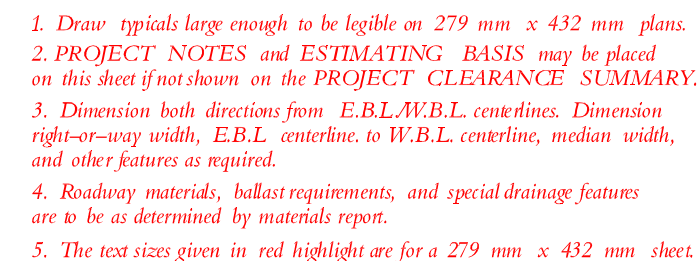 1. Draw typicals large enough to be legible on 279 mm x 432 mm plans.
2. PROJECT NOTES and ESTIMATING BASIS may be placed
on this sheet if not shown on the PROJECT CLEARANCE SUMMARY.
3. Dimension both directions from E.B.L./W.B.L. centerlines. Dimension
right-or-way width, E.B.L centerline. to W.B.L. centerline, median width,
and other features as required.
4. Roadway materials, ballast requirements, and special drainage features
are to be as determined by materials report.
5. The text sizes given in red highlight are for a 279 mm x 432 mm sheet.